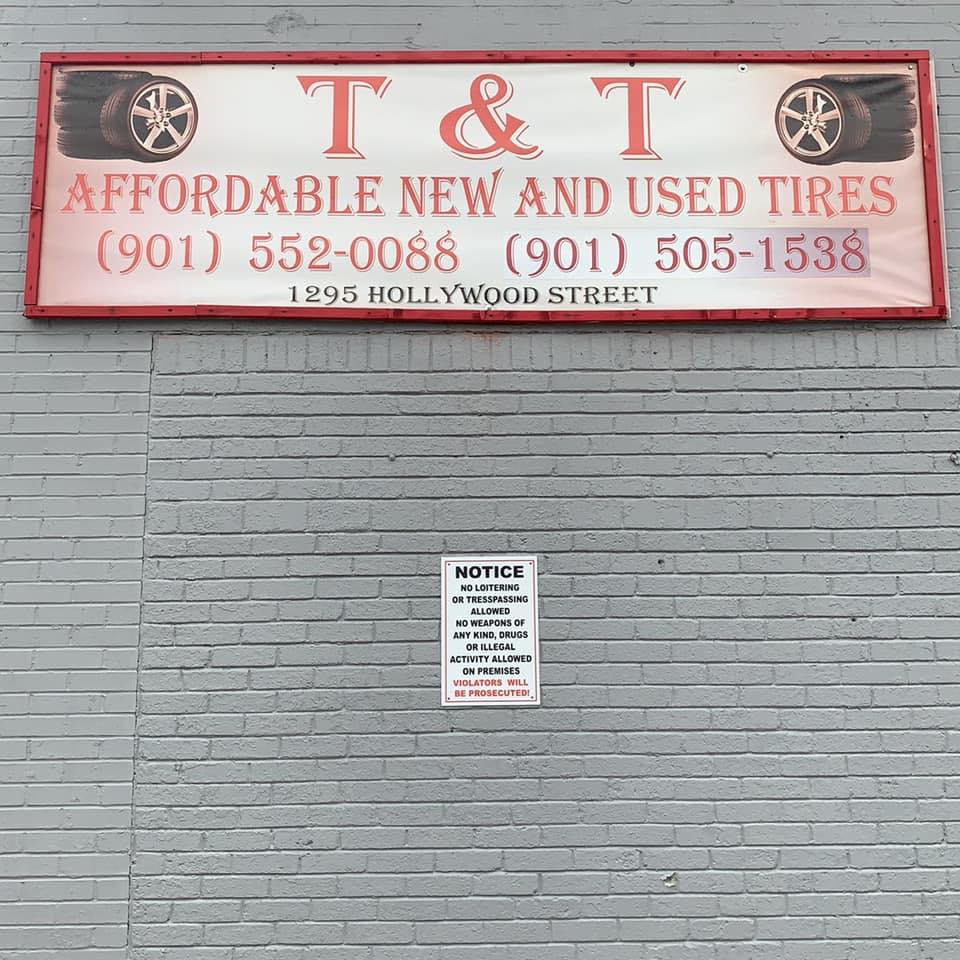 T & T
AFFORDABLE NEW AND USED TIRES
(901) 552-0088 (901) 505-1538
1295 HOLLYWOOD STREET
NOTICE
NO LOITERING
OR TRESSPASSING
ALLOWED
NO WEAPONS OF
ANY KIND, DRUGS
OR ILLEGAL
ACTIVITY ALLOWED
ON PREMISES
VIOLATORS WILL
BE PROSECUTED!